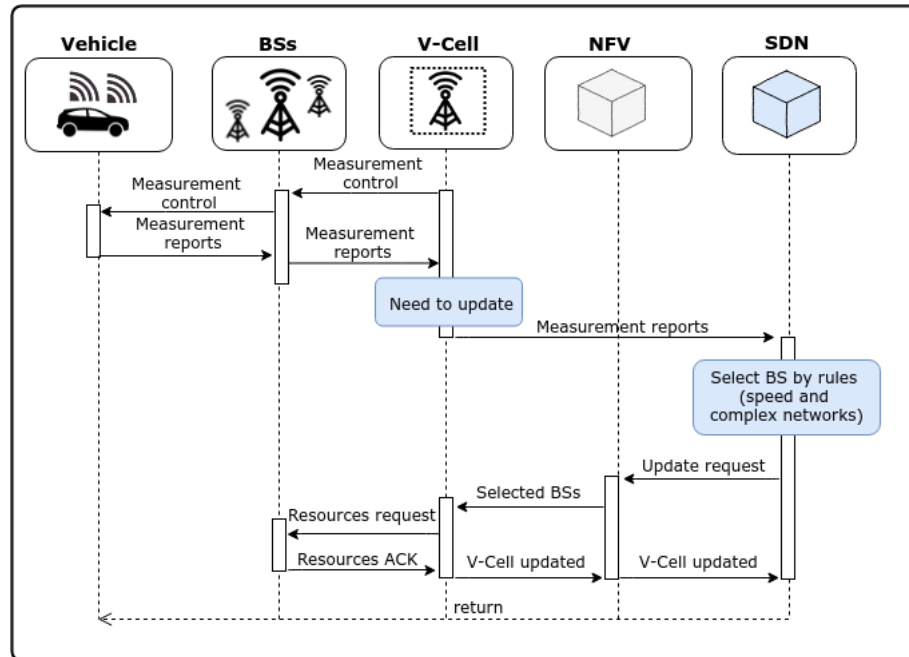 Vehicle
BSs
V-Cell
NFV
SDN
Measurement
control
Measurement
control
Measurement
reports
Measurement
reports
Need to update
Measurement reports
Select BS by rules
(speed and
complex networks)
Update request
Selected BSs
Resources request
Resources ACK
V-Cell updated
V-Cell updated
return